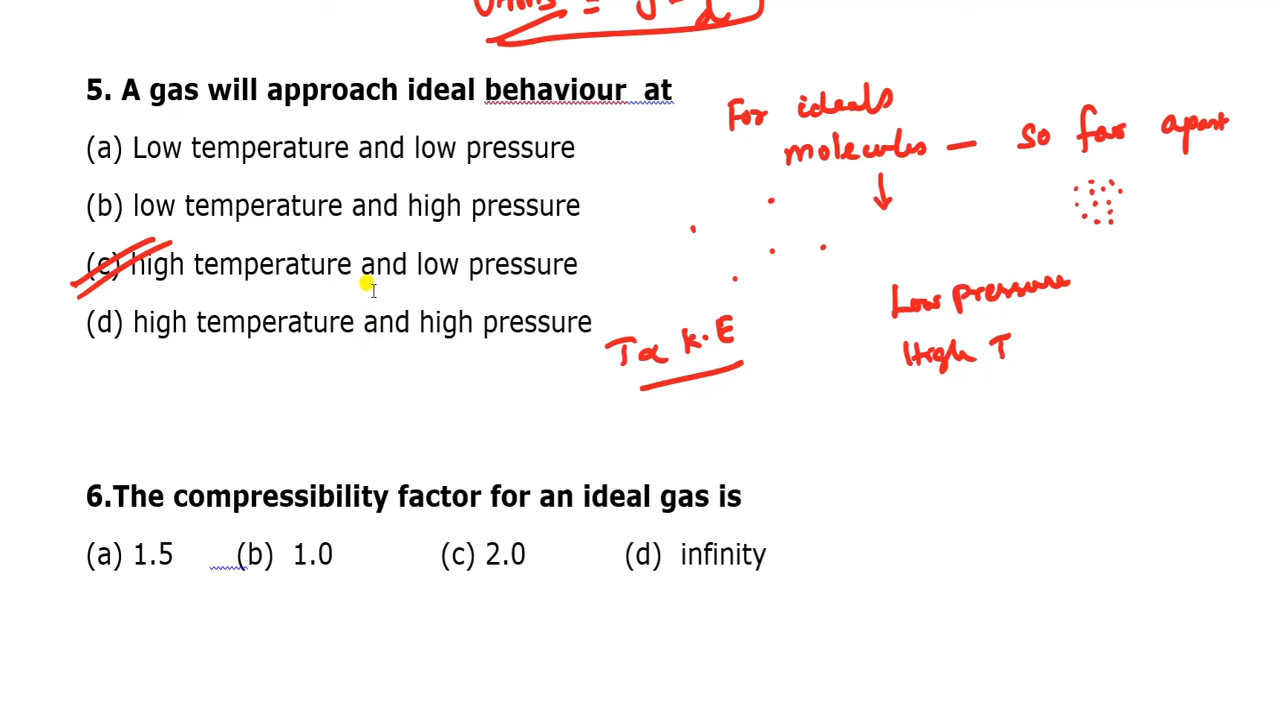 5. A gas will approach ideal behaviour at
(a) Low temperature and low pressure
(b) low temperature and high pressure
(c) high temperature and low pressure
(d) high temperature and high pressure
For ideals
molecules — so far apart
Low pressure
High T
T ∝ K.E
6.The compressibility factor for an ideal gas is
(a) 1.5 (b) 1.0 (c) 2.0 (d) infinity